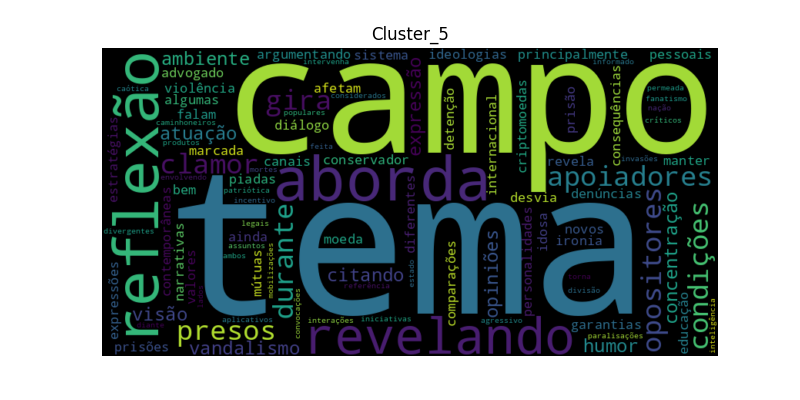 Cluster_5
reflexão
ambiente
argumentando
sistema
ideologias
principalmente
pessoais
intervenha
informado
advogado
caótica
violência
afetam
considerados
campo
permeada
algumas
gira
populares
expressão
detenção
internacional
criptomoedas
prisão
consequências
fanatismo
nação
falam
caminhoneiros
diálogo
críticos
estratégias
produtos
atuação
marcada
feita
clamor
canais
conservador
revela
invasões
manter
envolvendo
mortes
aborda
apoiadores
bem
piadas
patriótica
incentivo
desvia
denúncias
contemporâneas
valores
narrativas
tema
durante
diferentes
personalidades
idosa
novos
ironia
opositores
concentração
condições
divergentes
legais
ainda
assuntos
ambos
moeda
mútuas
mobilizações
convocações
citando
referência
estado
comparações
opiniões
divisão
expressões
visão
presos
aplicativos
interações
iniciativas
agressivo
garantias
educação
inteligência
prisões
vandalismo
revelando
humor
paralisações